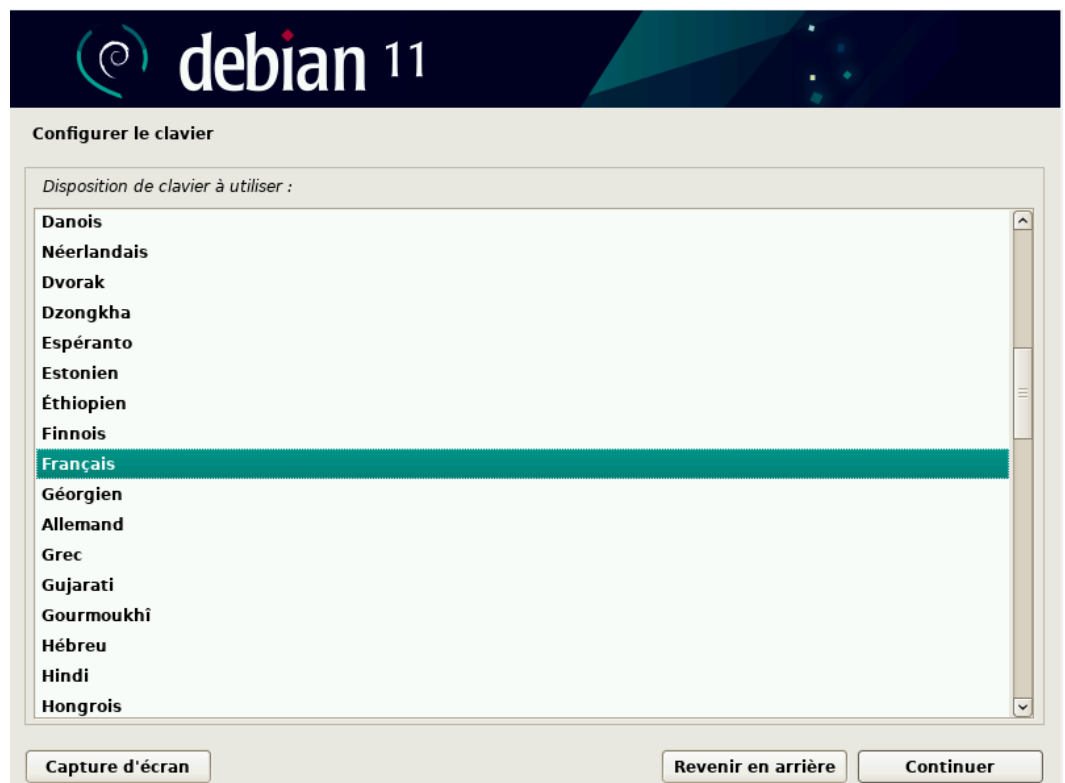 debian 11
Configurer le clavier
Disposition de clavier à utiliser :
Danois
Néerlandais
Dvorak
Dzongkha
Espéranto
Estonien
Éthiopien
Finnois
Français
Géorgien
Allemand
Grec
Gujarati
Gourmoukhî
Hébreu
Hindi
Hongrois
Capture d'écran
Revenir en arrière
Continuer